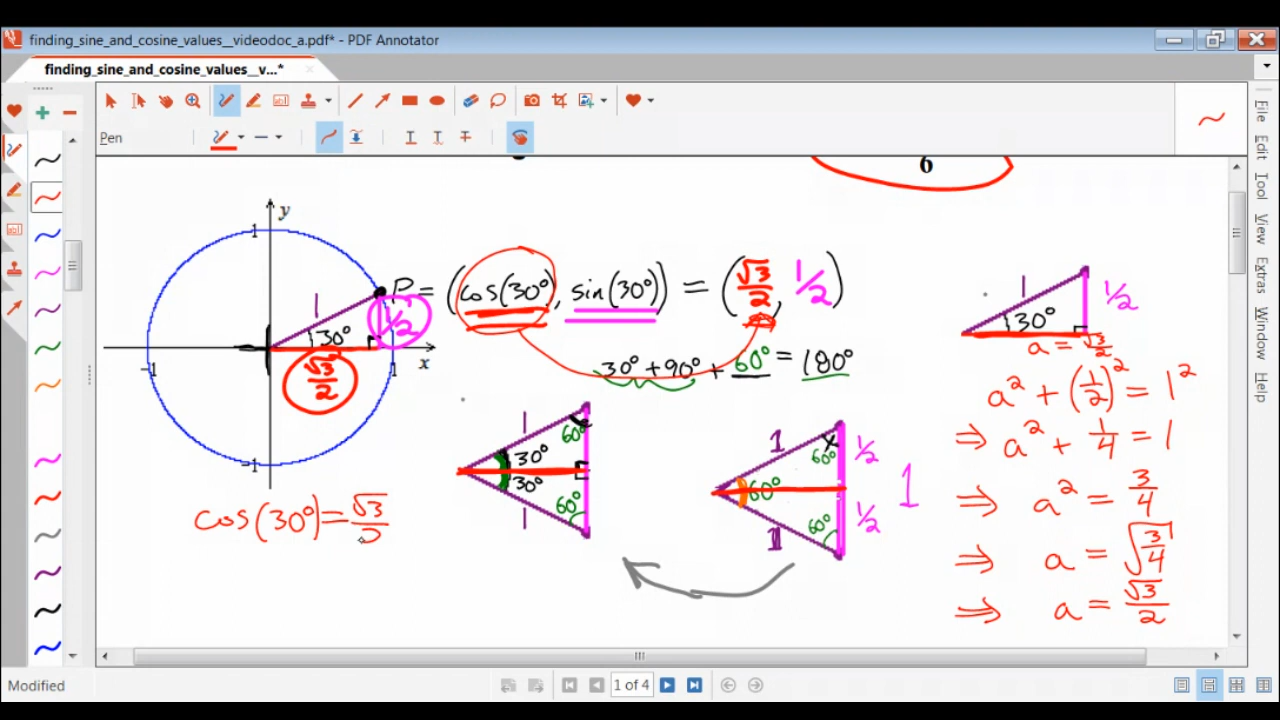 finding_sine_and_cosine_values__videodoc_a.pdf* - PDF Annotator
finding_sine_and_cosine_values__v...*
Pen
File
Edit
Tool
View
Extras
Window
Help
6
y
1
-1
1
x
-1
1
30°
1/2
√3/2
P = (cos(30°), sin(30°)) = (√3/2, 1/2)
30° + 90° + 60° = 180°
1
60°
30°
30°
60°
1
1
60°
1/2
60°
1
60°
1/2
1
1
30°
1/2
a = √3/2
a² + (1/2)² = 1²
⇒ a² + 1/4 = 1
⇒ a² = 3/4
⇒ a = √3/4
⇒ a = √3/2
cos(30°) = √3/2
1 of 4
Modified